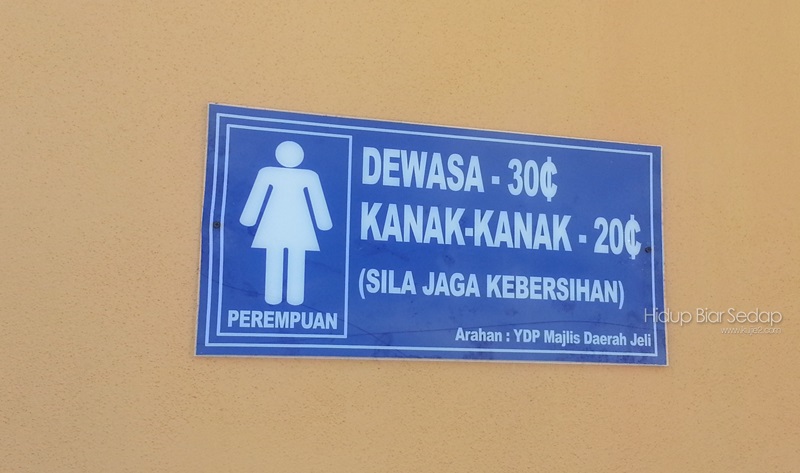 DEWASA - 30₵
KANAK-KANAK - 20₵
(SILA JAGA KEBERSIHAN)
PEREMPUAN
Arahan : YDP Majlis Daerah Jeli
Hidup Biar Sedap